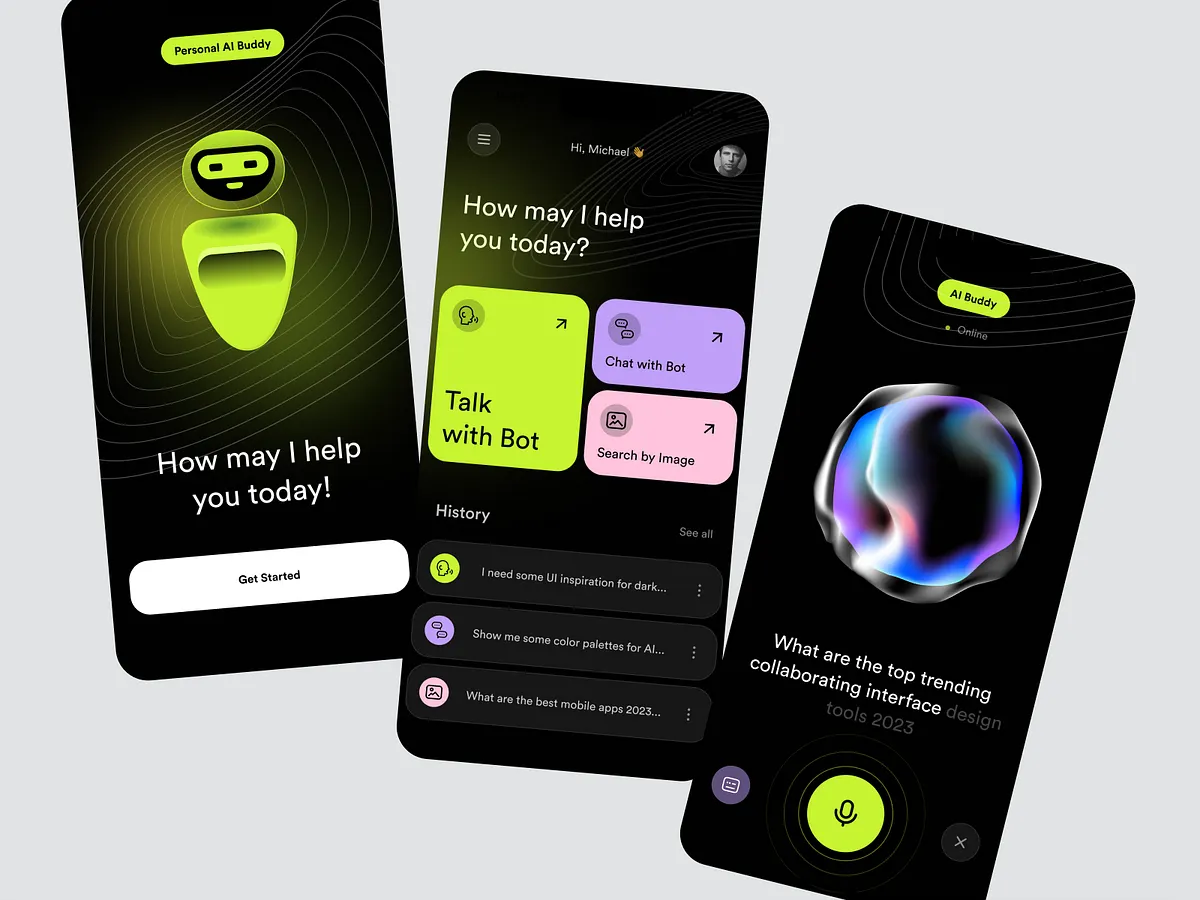 Personal AI Buddy
How may I help
you today!
Get Started
Hi, Michael 👋
How may I help
you today?
Talk
with Bot
Chat with Bot
Search by Image
History
See all
I need some UI inspiration for dark...
Show me some color palettes for AI...
What are the best mobile apps 2023...
AI Buddy
Online
What are the top trending
collaborating interface design
tools 2023